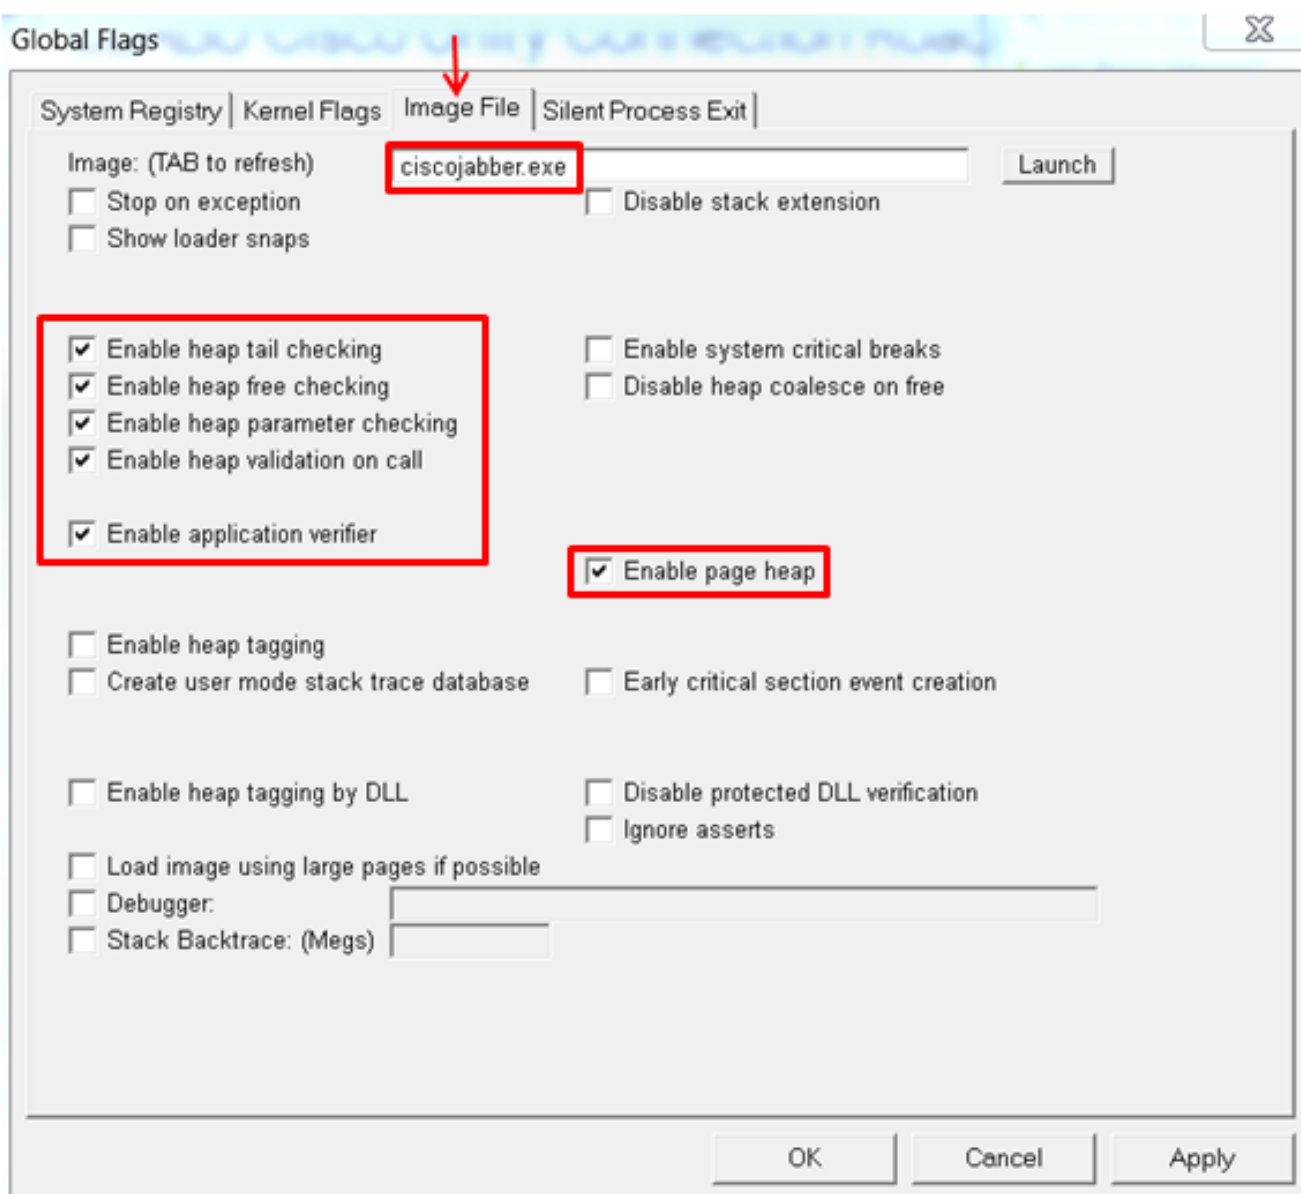 Global Flags
System Registry Kernel Flags Image File Silent Process Exit
Image: (TAB to refresh) ciscojabber.exe Launch
Stop on exception Disable stack extension
Show loader snaps
Enable heap tail checking Enable system critical breaks
Enable heap free checking Disable heap coalesce on free
Enable heap parameter checking
Enable heap validation on call
Enable application verifier
Enable page heap
Enable heap tagging
Create user mode stack trace database Early critical section event creation
Enable heap tagging by DLL Disable protected DLL verification
Ignore asserts
Load image using large pages if possible
Debugger:
Stack Backtrace: (Megs)
OK Cancel Apply